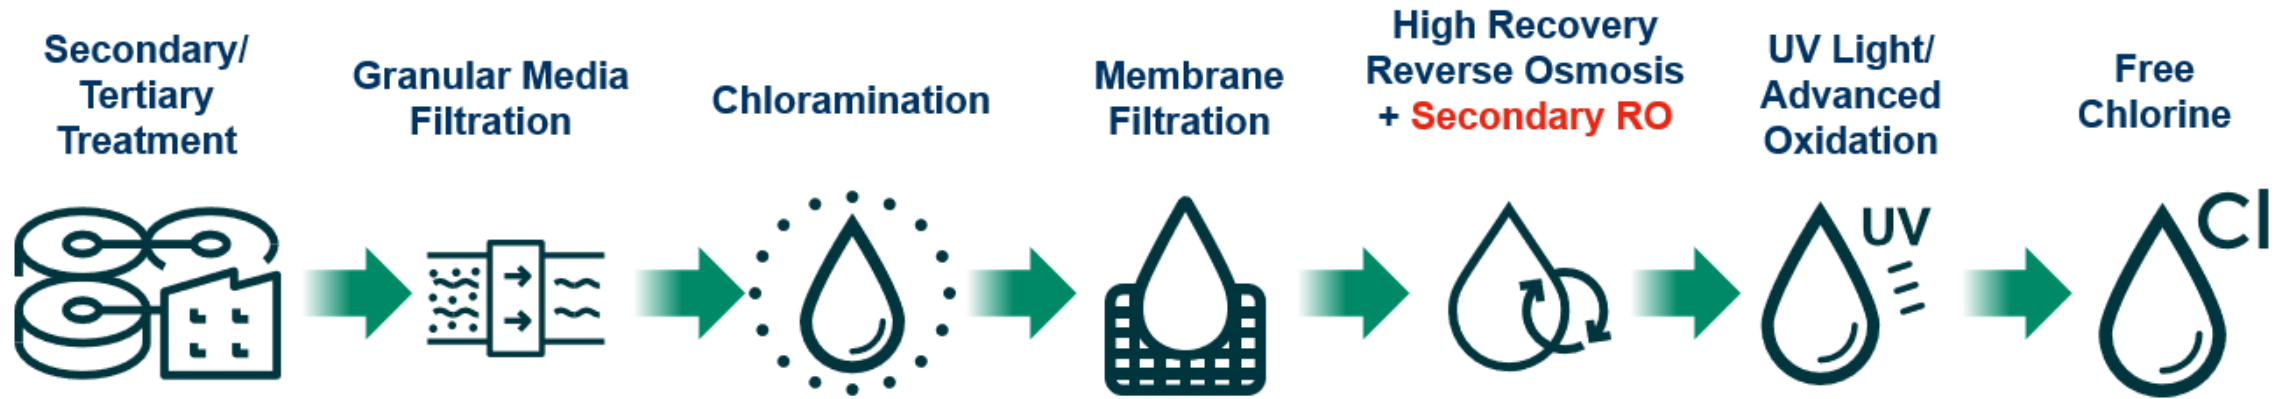 Secondary/
Tertiary
Treatment
Granular Media
Filtration
Chloramination
Membrane
Filtration
High Recovery
Reverse Osmosis
+ Secondary RO
UV Light/
Advanced
Oxidation
Free
Chlorine
UV
Cl